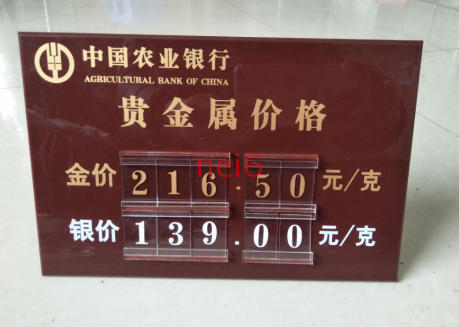 中国农业银行
AGRICULTURAL BANK OF CHINA
贵金属价格
nei6
金价 216.50 元/克
银价 139.00 元/克